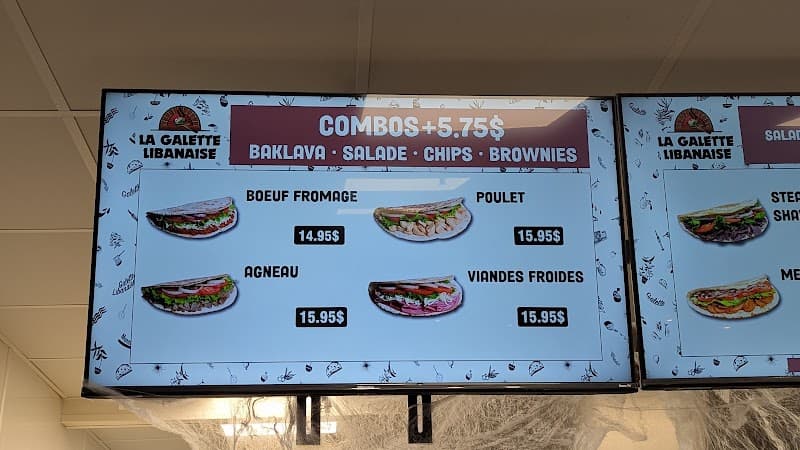 LA GALETTE
LIBANAISE
COMBOS+5.75$
BAKLAVA · SALADE · CHIPS · BROWNIES
BOEUF FROMAGE
14.95$
POULET
15.95$
AGNEAU
15.95$
VIANDES FROIDES
15.95$
LA GALETTE
LIBANAISE